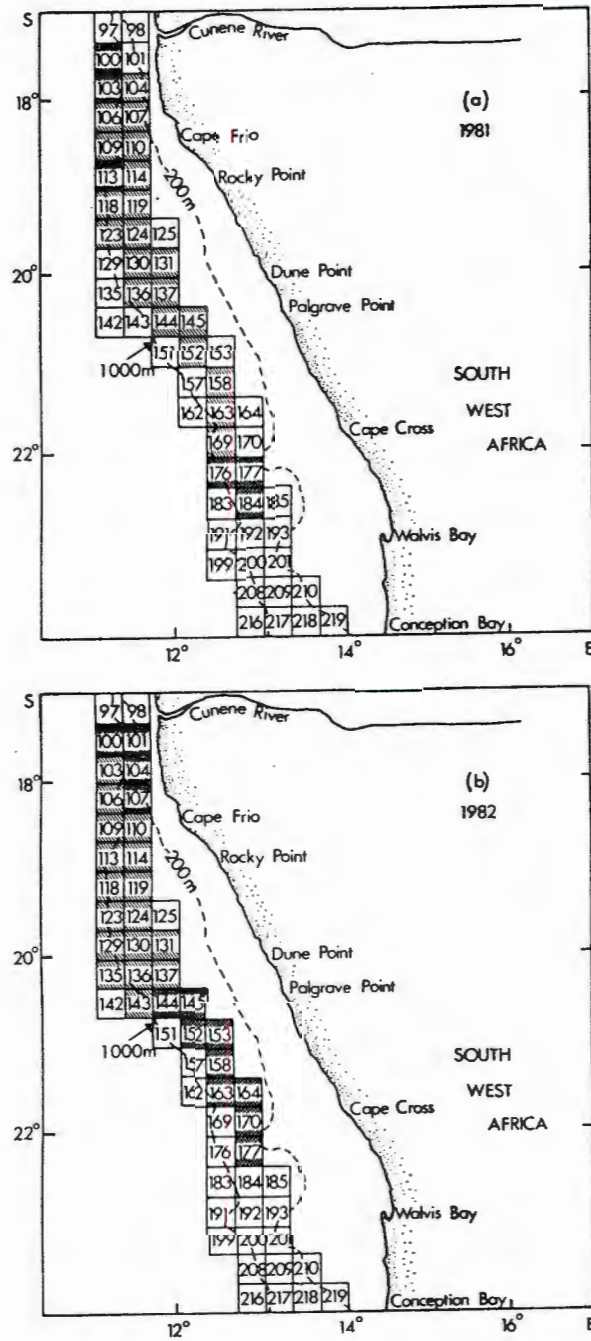 S 97 98 Cunene River
100 101
18° 103 104 (a)
106 107 1981
109 110 Cape Frio
113 114 200m Rocky Point
118 119
123 124 125
20° 129 130 131 Dune Point
135 136 137 Palgrave Point
142 143 144 145
1000m 151 152 153 SOUTH
157 158 WEST
162 163 164 Cape Cross AFRICA
22° 169 170
176 177
183 184 185
191 192 193 Walvis Bay
199 200 201
208 209 210
216 217 218 219 Conception Bay
12° 14° 16°
S 97 98 Cunene River
100 101
18° 103 104 (b)
106 107 1982
109 110 Cape Frio
113 114 200m Rocky Point
118 119
123 124 125
20° 129 130 131 Dune Point
135 136 137 Palgrave Point
142 143 144 145
1000m 151 152 153 SOUTH
157 158 WEST
162 163 164 Cape Cross AFRICA
22° 169 170
176 177
183 184 185
191 192 193 Walvis Bay
199 200
208 209 210
216 217 218 219 Conception Bay
12° 14° 16°